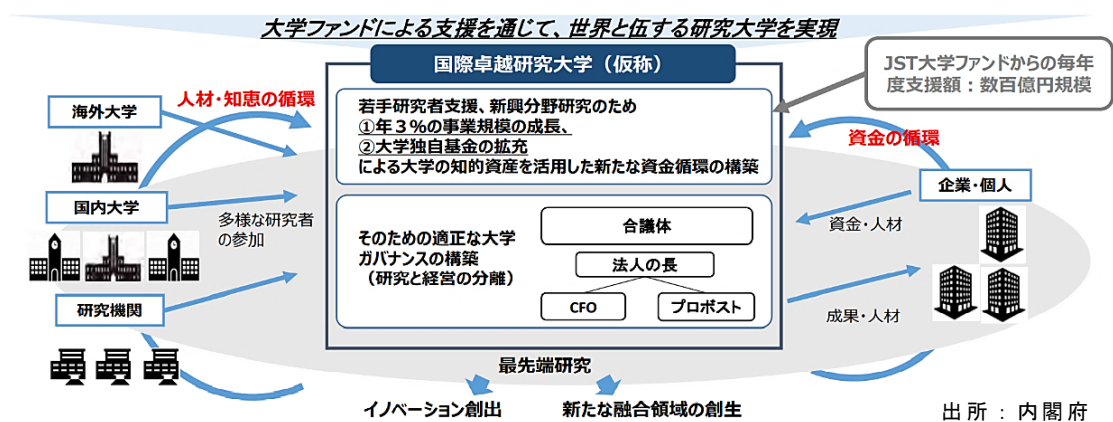 大学ファンドによる支援を通じて、世界と伍する研究大学を実現
国際卓越研究大学（仮称）
JST大学ファンドからの毎年
度支援額：数百億円規模
人材・知恵の循環
海外大学
国内大学
多様な研究者
の参加
研究機関
若手研究者支援、新興分野研究のため
①年３％の事業規模の成長、
②大学独自基金の拡充
による大学の知的資産を活用した新たな資金循環の構築
そのための適正な大学
ガバナンスの構築
（研究と経営の分離）
合議体
法人の長
CFO
プロボスト
資金の循環
企業・個人
資金・人材
成果・人材
最先端研究
イノベーション創出
新たな融合領域の創生
出所：内閣府